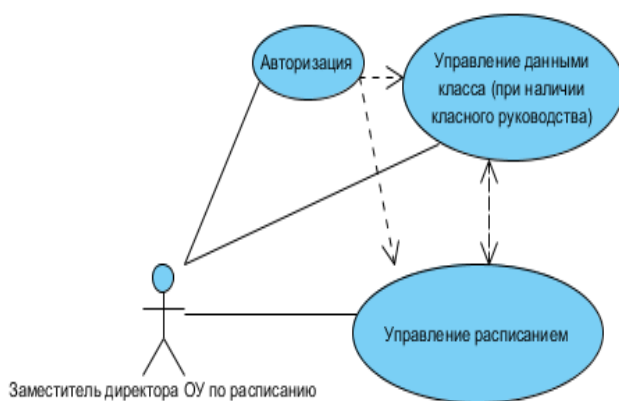 Авторизация
Управление данными
класса (при наличии
класного руководства)
Управление расписанием
Заместитель директора ОУ по расписанию